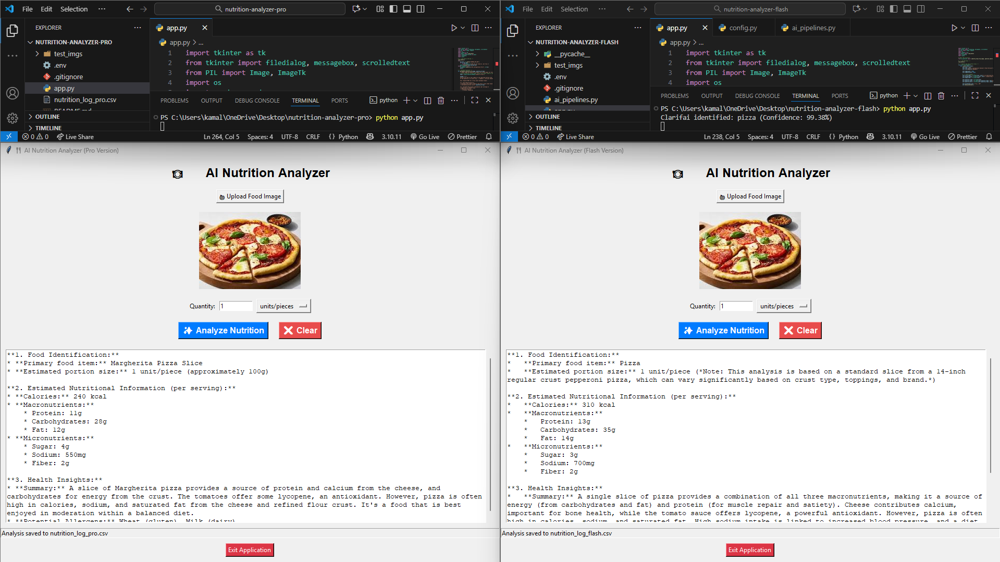 File Edit Selection ··· nutrition-analyzer-pro
EXPLORER ···
NUTRITION-ANALYZER-PRO
test_imgs
.env
.gitignore
app.py
nutrition_log_pro.csv
README.md
OUTLINE
TIMELINE
app.py
app.py > ...
1 import tkinter as tk
2 from tkinter import filedialog, messagebox, scrolledtext
3 from PIL import Image, ImageTk
4 import os
PROBLEMS OUTPUT DEBUG CONSOLE TERMINAL PORTS python
PS C:\Users\kamal\OneDrive\Desktop\nutrition-analyzer-pro> python app.py
0 0 Live Share Ln 264, Col 5 Spaces: 4 UTF-8 CRLF {} Python 3.10.11 Go Live Prettier
AI Nutrition Analyzer (Pro Version)
AI Nutrition Analyzer
Upload Food Image
Quantity: 1 units/pieces
Analyze Nutrition Clear
**1. Food Identification:**
* **Primary food item:** Margherita Pizza Slice
* **Estimated portion size:** 1 unit/piece (approximately 100g)
**2. Estimated Nutritional Information (per serving):**
* **Calories:** 240 kcal
* **Macronutrients:**
* Protein: 11g
* Carbohydrates: 28g
* Fat: 12g
* **Micronutrients:**
* Sugar: 4g
* Sodium: 550mg
* Fiber: 2g
**3. Health Insights:**
* **Summary:** A slice of Margherita pizza provides a source of protein and calcium from the cheese, and
carbohydrates for energy from the crust. The tomatoes offer some lycopene, an antioxidant. However, pizza is often
high in calories, sodium, and saturated fat from the cheese and refined flour crust. It's a food that is best
enjoyed in moderation within a balanced diet.
* **Potential Allergens:** Wheat (gluten), Milk (dairy)
Analysis saved to nutrition_log_pro.csv
Exit Application
File Edit Selection ··· nutrition-analyzer-flash
EXPLORER ···
NUTRITION-ANALYZER-FLASH
__pycache__
test_imgs
.env
.gitignore
ai_pipelines.py
app.py
OUTLINE
TIMELINE
app.py config.py ai_pipelines.py
app.py > ...
1 import tkinter as tk
2 from tkinter import filedialog, messagebox, scrolledtext
3 from PIL import Image, ImageTk
4 import os
PROBLEMS OUTPUT DEBUG CONSOLE TERMINAL PORTS python
PS C:\Users\kamal\OneDrive\Desktop\nutrition-analyzer-flash> python app.py
Clarifai identified: pizza (Confidence: 99.38%)
0 0 Live Share Ln 238, Col 5 Spaces: 4 UTF-8 CRLF {} Python 3.10.11 Go Live Prettier
AI Nutrition Analyzer (Flash Version)
AI Nutrition Analyzer
Upload Food Image
Quantity: 1 units/pieces
Analyze Nutrition Clear
**1. Food Identification:**
* **Primary food item:** Pizza
* **Estimated portion size:** 1 unit/piece (*Note: This analysis is based on a standard slice from a 14-inch
regular crust pepperoni pizza, which can vary significantly based on crust type, toppings, and brand.*)
**2. Estimated Nutritional Information (per serving):**
* **Calories:** 310 kcal
* **Macronutrients:**
* Protein: 13g
* Carbohydrates: 35g
* Fat: 14g
* **Micronutrients:**
* Sugar: 3g
* Sodium: 700mg
* Fiber: 2g
**3. Health Insights:**
* **Summary:** A single slice of pizza provides a combination of all three macronutrients, making it a source of
energy (from carbohydrates and fat) and protein (for muscle repair and satiety). Cheese contributes calcium,
important for bone health, while the tomato sauce offers lycopene, a powerful antioxidant. However, pizza is often
high in calories, sodium, and saturated fat. High sodium intake is linked to increased blood pressure, and a diet
Analysis saved to nutrition_log_flash.csv
Exit Application